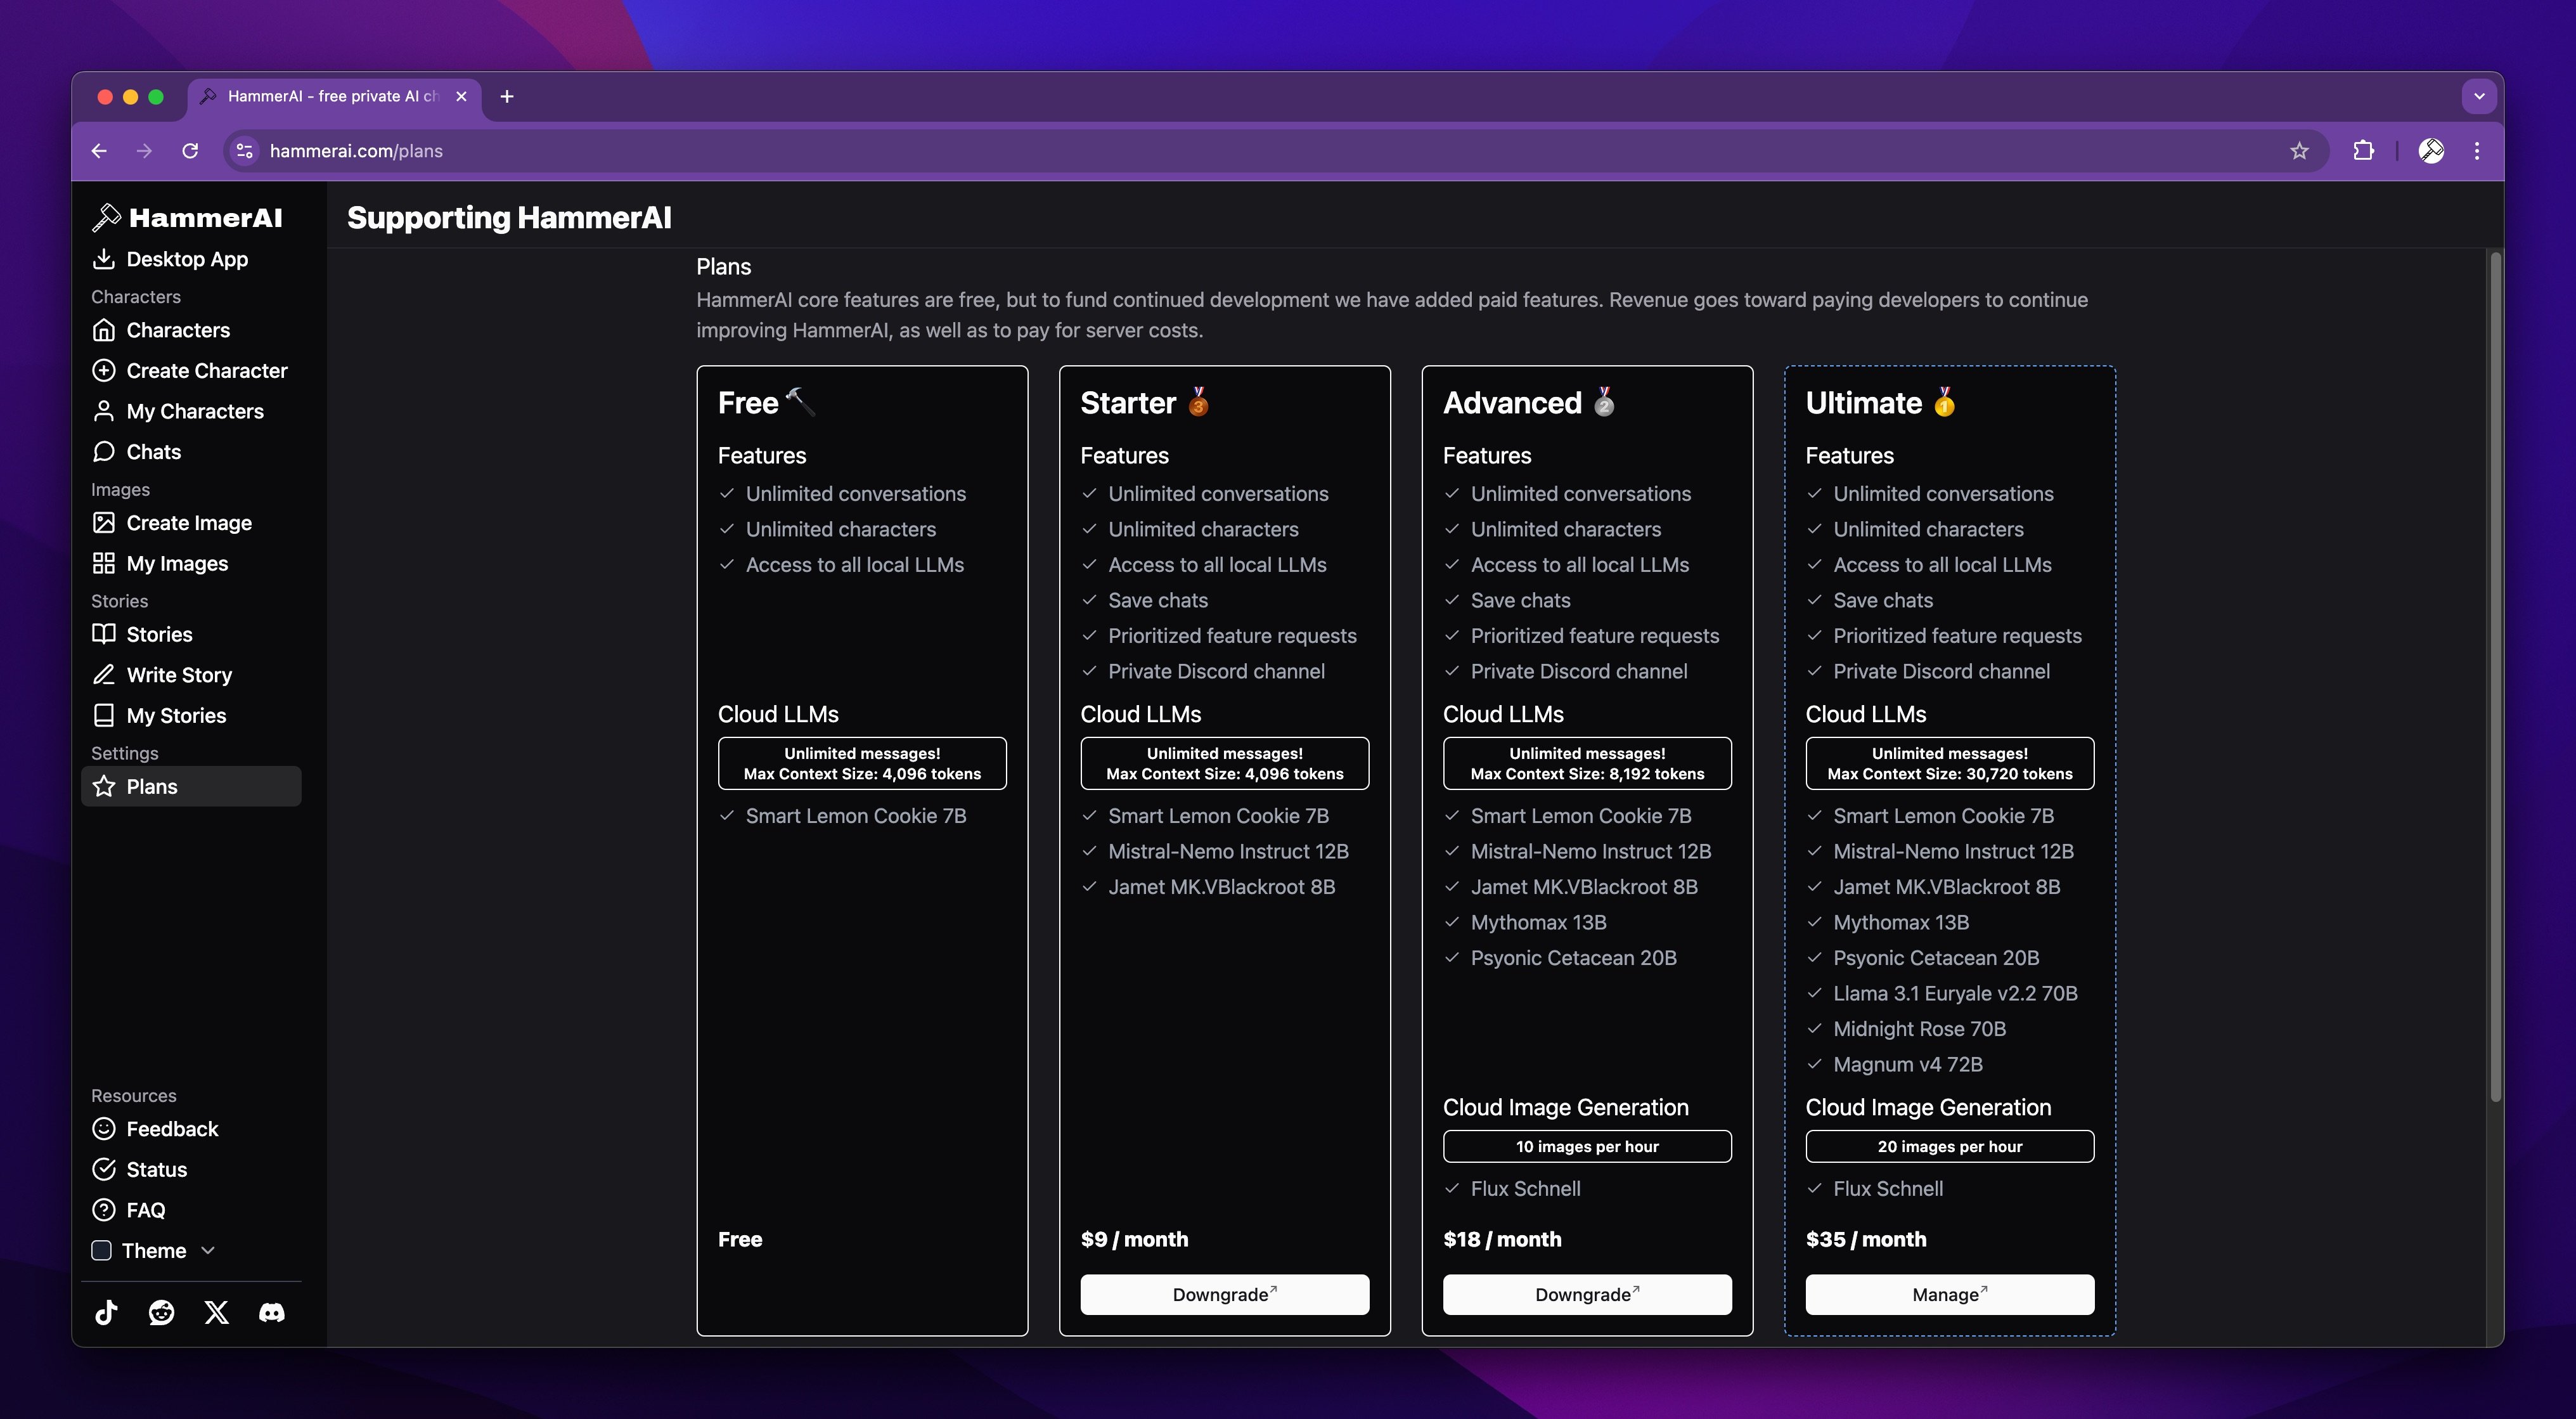 HammerAI - free private AI ch
hammerai.com/plans
HammerAI
Desktop App
Characters
Characters
Create Character
My Characters
Chats
Images
Create Image
My Images
Stories
Stories
Write Story
My Stories
Settings
Plans
Resources
Feedback
Status
FAQ
Theme
Supporting HammerAI
Plans
HammerAI core features are free, but to fund continued development we have added paid features. Revenue goes toward paying developers to continue
improving HammerAI, as well as to pay for server costs.
Free
Features
Unlimited conversations
Unlimited characters
Access to all local LLMs
Cloud LLMs
Unlimited messages!
Max Context Size: 4,096 tokens
Smart Lemon Cookie 7B
Free
Starter 3
Features
Unlimited conversations
Unlimited characters
Access to all local LLMs
Save chats
Prioritized feature requests
Private Discord channel
Cloud LLMs
Unlimited messages!
Max Context Size: 4,096 tokens
Smart Lemon Cookie 7B
Mistral-Nemo Instruct 12B
Jamet MK.VBlackroot 8B
$9 / month
Downgrade↗
Advanced 2
Features
Unlimited conversations
Unlimited characters
Access to all local LLMs
Save chats
Prioritized feature requests
Private Discord channel
Cloud LLMs
Unlimited messages!
Max Context Size: 8,192 tokens
Smart Lemon Cookie 7B
Mistral-Nemo Instruct 12B
Jamet MK.VBlackroot 8B
Mythomax 13B
Psyonic Cetacean 20B
Cloud Image Generation
10 images per hour
Flux Schnell
$18 / month
Downgrade↗
Ultimate 1
Features
Unlimited conversations
Unlimited characters
Access to all local LLMs
Save chats
Prioritized feature requests
Private Discord channel
Cloud LLMs
Unlimited messages!
Max Context Size: 30,720 tokens
Smart Lemon Cookie 7B
Mistral-Nemo Instruct 12B
Jamet MK.VBlackroot 8B
Mythomax 13B
Psyonic Cetacean 20B
Llama 3.1 Euryale v2.2 70B
Midnight Rose 70B
Magnum v4 72B
Cloud Image Generation
20 images per hour
Flux Schnell
$35 / month
Manage↗